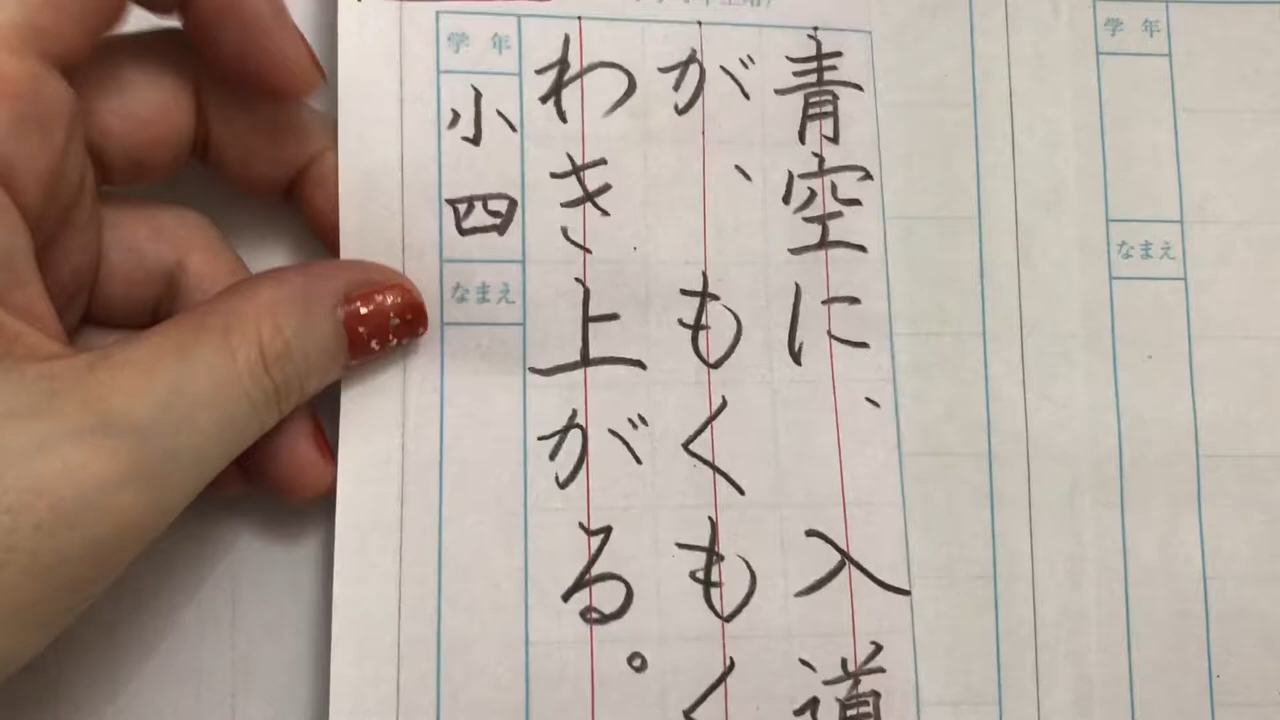 青空に、入道
が、もくもく
わき上がる。
学年
小四
なまえ
学年
なまえ